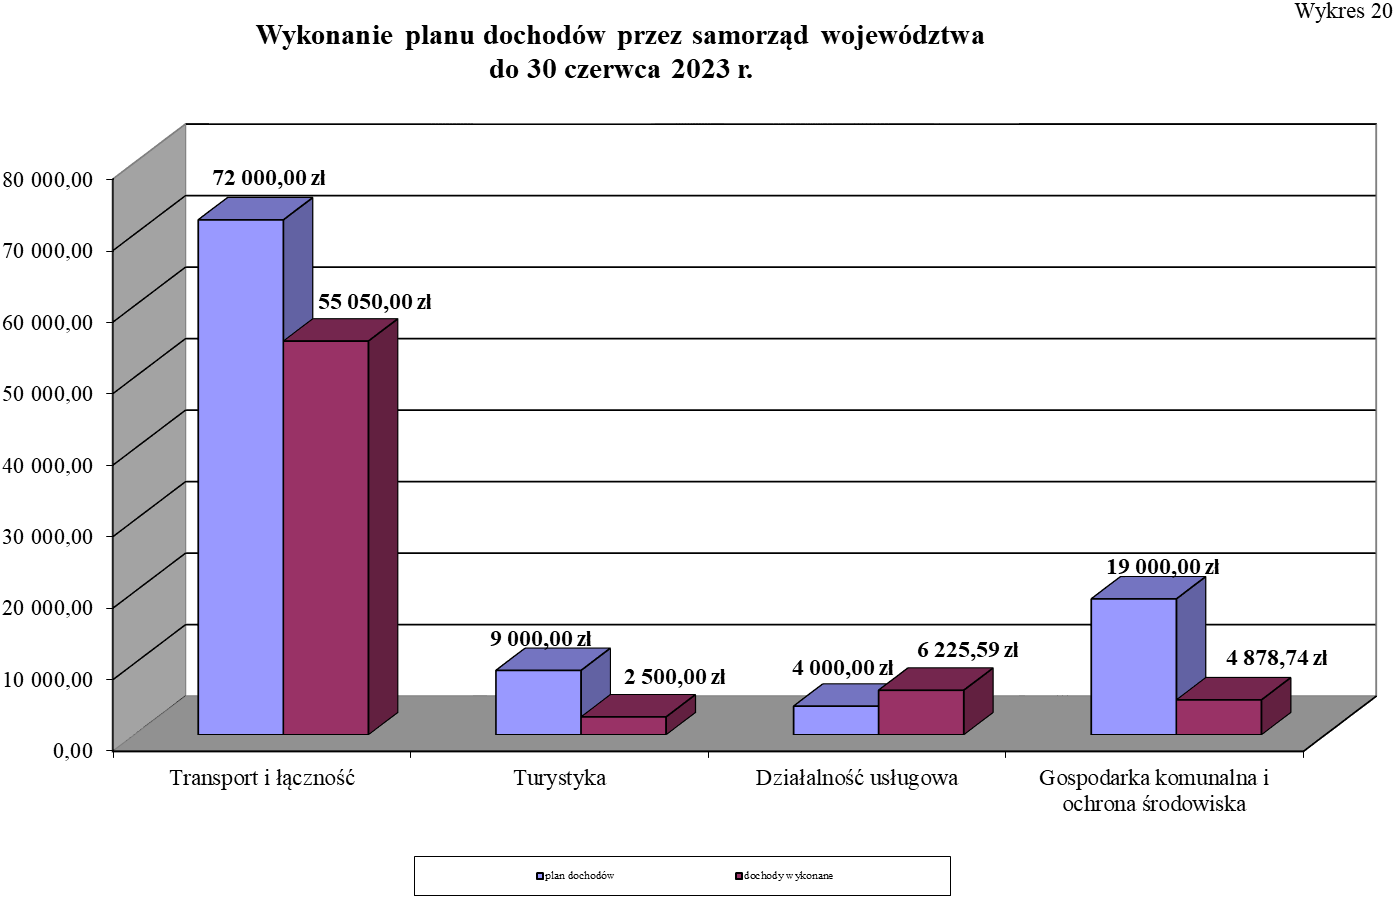 Wykres 20
Wykonanie planu dochodów przez samorząd województwa
do 30 czerwca 2023 r.
80 000,00
70 000,00
60 000,00
50 000,00
40 000,00
30 000,00
20 000,00
10 000,00
0,00
72 000,00 zł
55 050,00 zł
9 000,00 zł
2 500,00 zł
4 000,00 zł
6 225,59 zł
19 000,00 zł
4 878,74 zł
Transport i łączność
Turystyka
Działalność usługowa
Gospodarka komunalna i
ochrona środowiska
plan dochodów
dochody wykonane